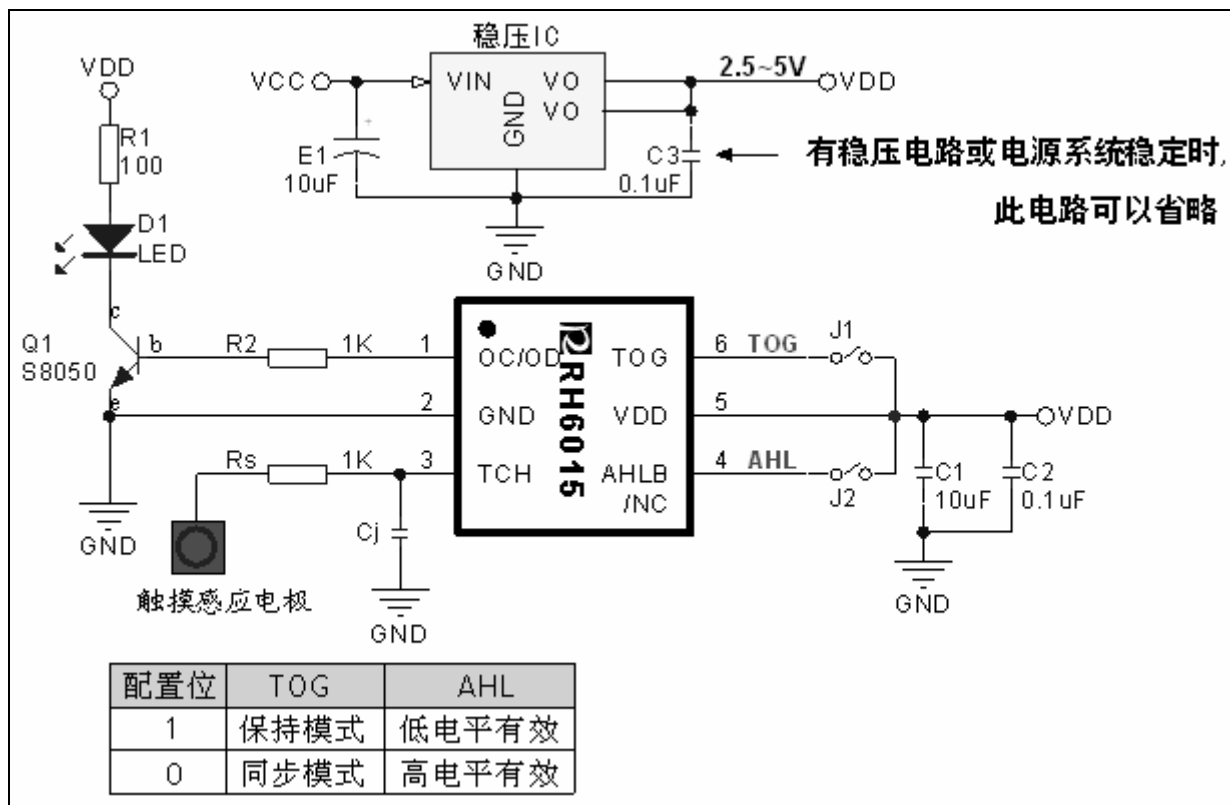 稳压IC
VDD
VCC
VIN
VO
VO
GND
2.5~5V
VDD
R1
100
E1
10uF
C3
0.1uF
有稳压电路或电源系统稳定时,
此电路可以省略
GND
D1
LED
c
Q1
S8050
b
e
R2
1K
1
OC/OD
RH6015
TOG
6
TOG
J1
2
GND
VDD
5
VDD
Rs
1K
3
TCH
AHLB
/NC
4
AHL
J2
C1
10uF
C2
0.1uF
Cj
GND
触摸感应电极
GND
GND
配置位 TOG AHL
1 保持模式 低电平有效
0 同步模式 高电平有效